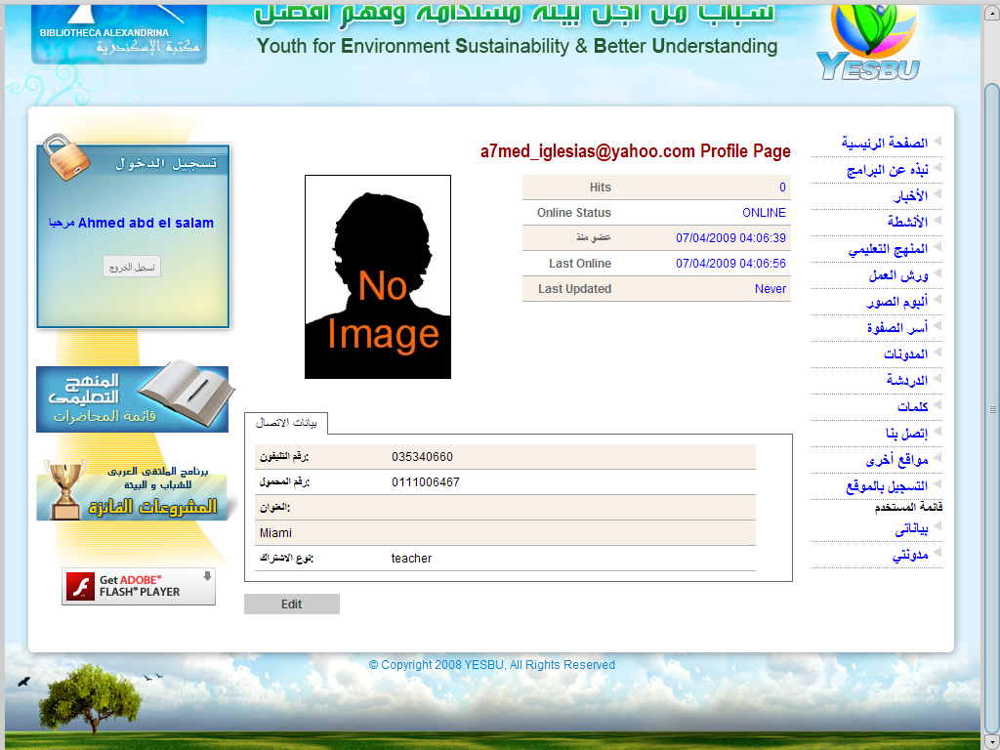 BIBLIOTHECA ALEXANDRINA
مكتبة الإسكندرية
شباب من أجل بيئة مستدامة وفهم أفضل
Youth for Environment Sustainability & Better Understanding
YESBU
تسجيل الدخول
مرحبا Ahmed abd el salam
تسجيل الخروج
المنهج
التعليمى
قائمة المحاضرات
برنامج الملتقى العربى
للشباب و البيئة
المشروعات الفائزة
Get ADOBE®
FLASH® PLAYER
a7med_iglesias@yahoo.com Profile Page
No
Image
Hits 0
Online Status ONLINE
عضو منذ 07/04/2009 04:06:39
Last Online 07/04/2009 04:06:56
Last Updated Never
بيانات الاتصال
رقم التليفون: 035340660
رقم المحمول: 0111006467
العنوان:
Miami
نوع الاشتراك: teacher
Edit
الصفحة الرئيسية
نبذه عن البرامج
الأخبار
الأنشطة
المنهج التعليمي
ورش العمل
ألبوم الصور
أسر الصفوة
المدونات
الدردشة
كلمات
إتصل بنا
مواقع أخرى
التسجيل بالموقع
قائمة المستخدم
بياناتى
مدونتي
© Copyright 2008 YESBU, All Rights Reserved